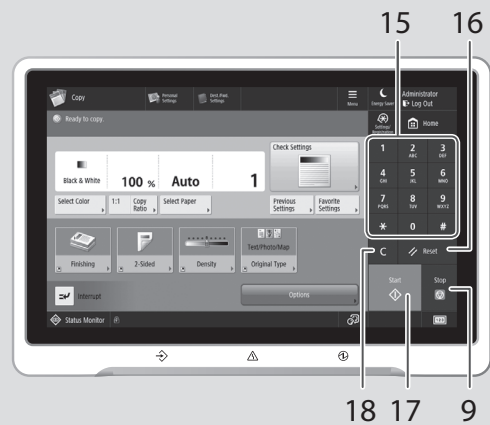 15 16
Copy
Personal
Settings
Menu
Energy Saver
Administrator
Log Out
Ready to copy.
Settings/
Registration
Home
Check Settings
1
2
ABC
3
DEF
Black & White
100 %
Auto
1
4
GHI
5
JKL
6
MNO
Select Color
1:1
Copy
Ratio
Select Paper
Previous
Settings
Favorite
Settings
7
PQRS
8
TUV
9
WXYZ
*
0
#
Text/Photo/Map
Finishing
2-Sided
Density
Original Type
C
Reset
Interrupt
Options
Start
Stop
Status Monitor
123
18 17 9